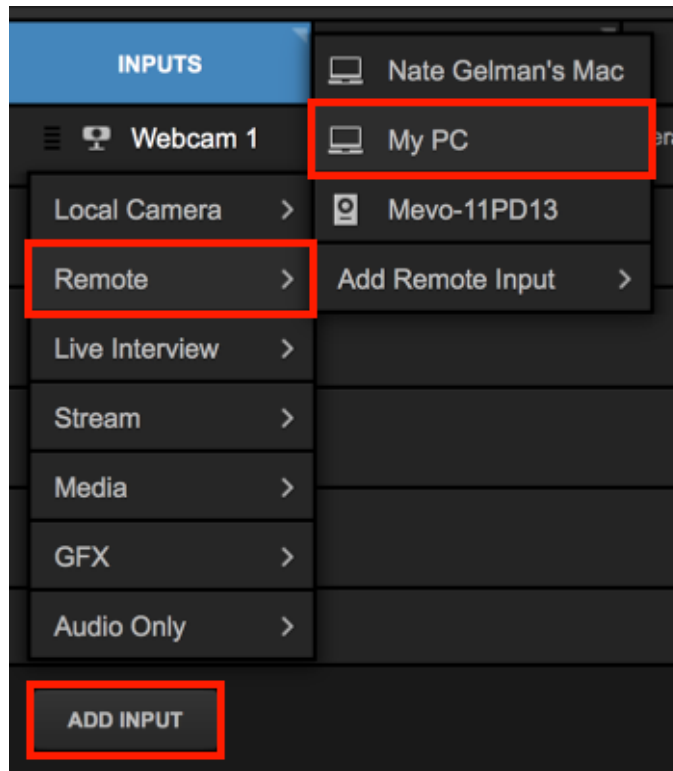 INPUTS
Webcam 1
Local Camera
Remote
Live Interview
Stream
Media
GFX
Audio Only
ADD INPUT
Nate Gelman's Mac
My PC
Mevo-11PD13
Add Remote Input